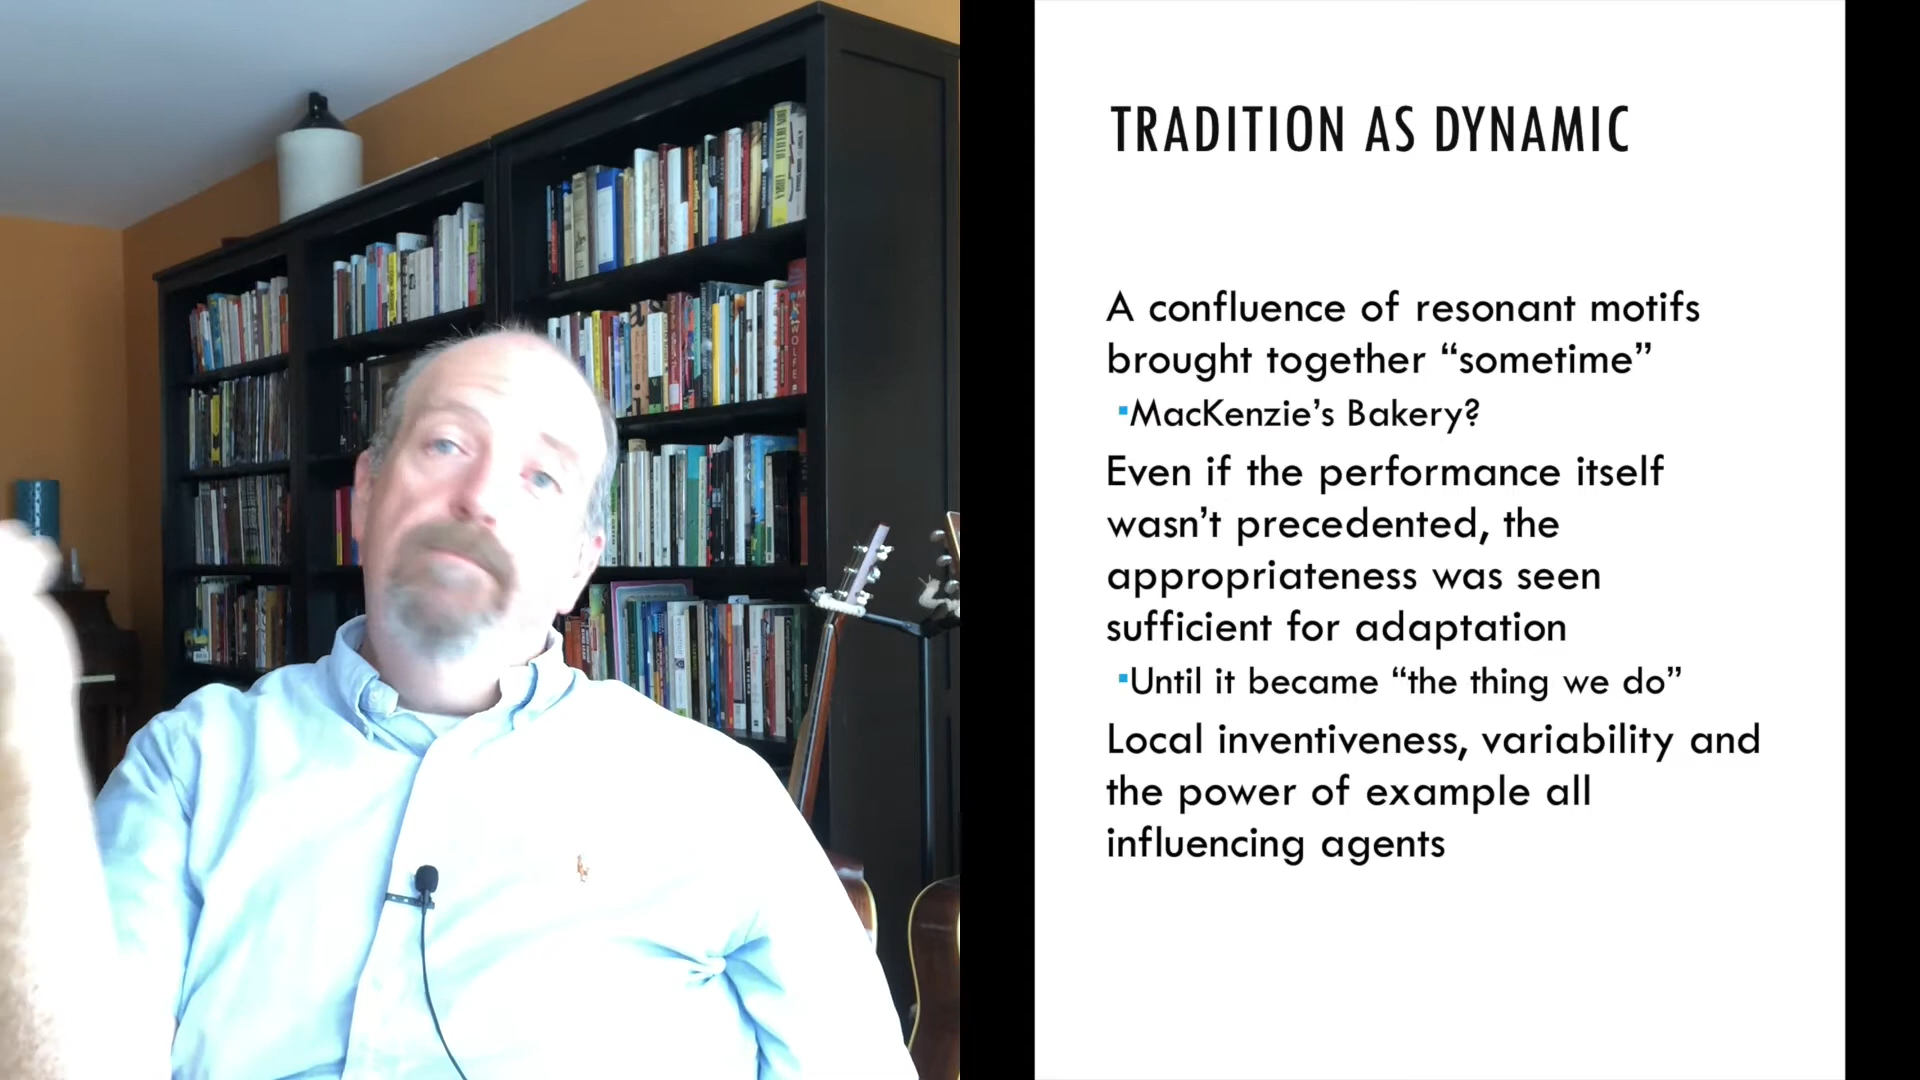 TRADITION AS DYNAMIC
A confluence of resonant motifs
brought together “sometime”
▪MacKenzie’s Bakery?
Even if the performance itself
wasn’t precedented, the
appropriateness was seen
sufficient for adaptation
▪Until it became “the thing we do”
Local inventiveness, variability and
the power of example all
influencing agents
WOLFE